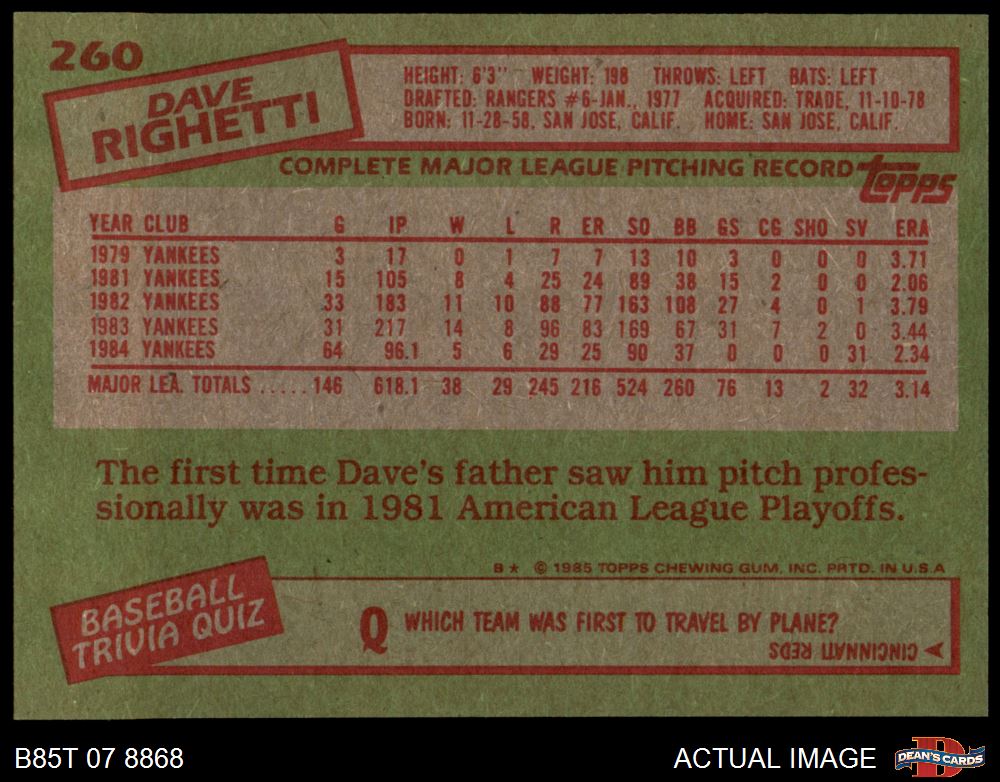 260
DAVE
RIGHETTI
HEIGHT: 6'3" WEIGHT: 198 THROWS: LEFT BATS: LEFT
DRAFTED: RANGERS #6-JAN., 1977 ACQUIRED: TRADE, 11-10-78
BORN: 11-28-58, SAN JOSE, CALIF. HOME: SAN JOSE, CALIF.
COMPLETE MAJOR LEAGUE PITCHING RECORD topps
YEAR CLUB G IP W L R ER SO BB GS CG SHO SV ERA
1979 YANKEES 3 17 0 1 7 7 13 10 3 0 0 0 3.71
1981 YANKEES 15 105 8 4 25 24 89 38 15 2 0 0 2.06
1982 YANKEES 33 183 11 10 88 77 163 108 27 4 0 1 3.79
1983 YANKEES 31 217 14 8 96 83 169 67 31 7 2 0 3.44
1984 YANKEES 64 96.1 5 6 29 25 90 37 0 0 0 31 2.34
MAJOR LEA. TOTALS ..... 146 618.1 38 29 245 216 524 260 76 13 2 32 3.14
The first time Dave's father saw him pitch profes-
sionally was in 1981 American League Playoffs.
B★ © 1985 TOPPS CHEWING GUM, INC. PRTD. IN U.S.A
BASEBALL
TRIVIA QUIZ
Q WHICH TEAM WAS FIRST TO TRAVEL BY PLANE?
CINCINNATI REDS
B85T 07 8868
ACTUAL IMAGE
D
DEAN'S CARDS